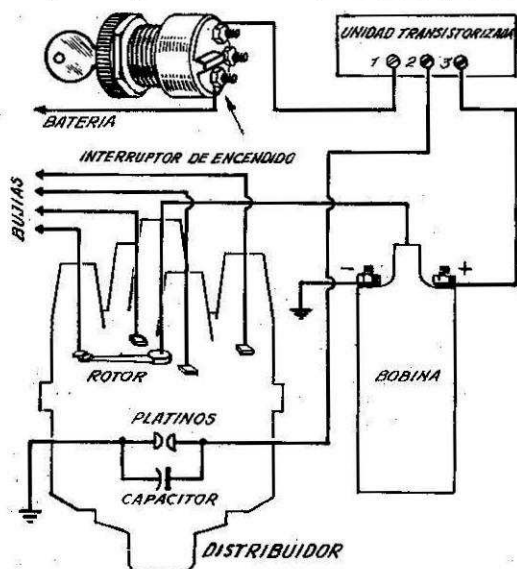 UNIDAD TRANSISTORIZADA
1 2 3
BATERIA
INTERRUPTOR DE ENCENDIDO
BUJIAS
- +
ROTOR
BOBINA
PLATINOS
CAPACITOR
DISTRIBUIDOR